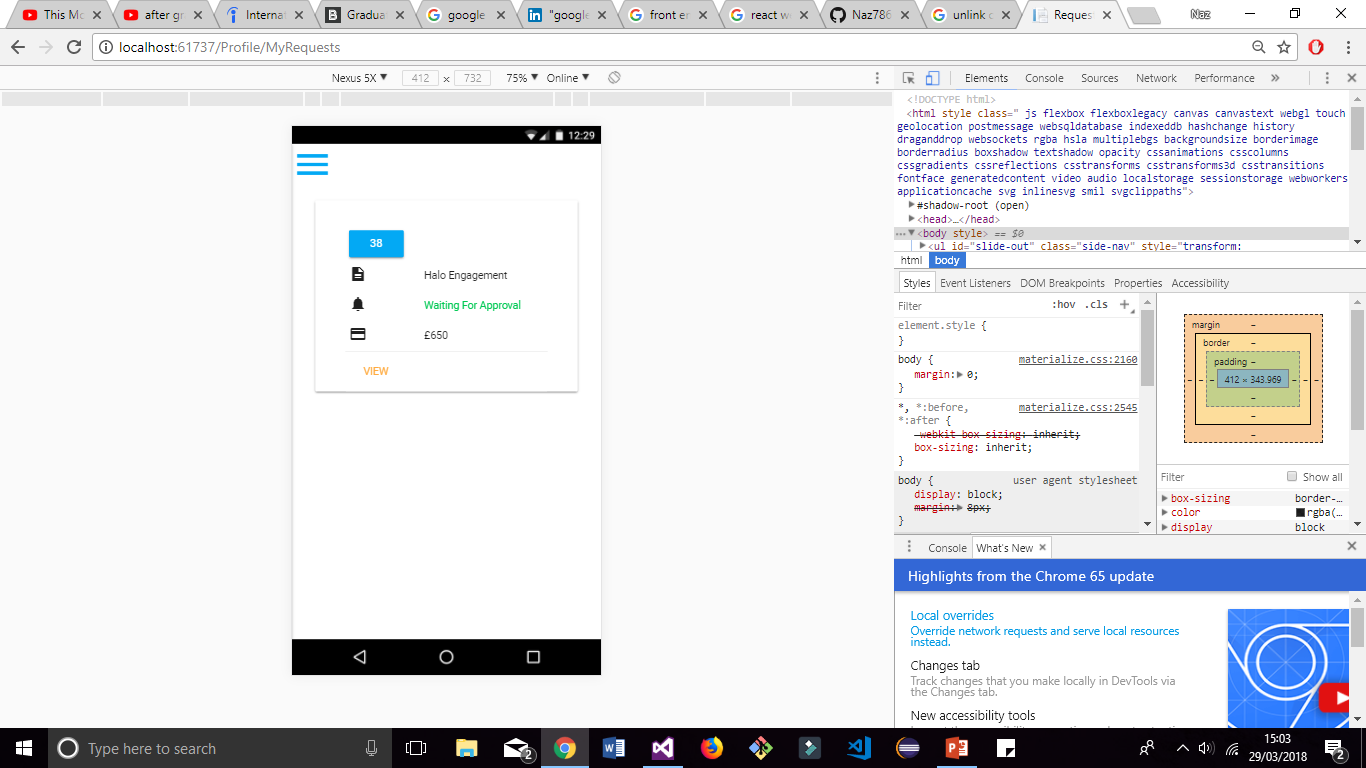 This Mo
after gr
Internat
Gradua
google
"google
front en
react we
Naz786
unlink c
Reques
Naz
localhost:61737/Profile/MyRequests
Nexus 5X 412 × 732 75% Online
Elements Console Sources Network Performance »
12:29
38
Halo Engagement
Waiting For Approval
£650
VIEW
<!DOCTYPE html>
<html style class=" js flexbox flexboxlegacy canvas canvastext webgl touch
geolocation postmessage websqldatabase indexeddb hashchange history
draganddrop websockets rgba hsla multiplebgs backgroundsize borderimage
borderradius boxshadow textshadow opacity cssanimations csscolumns
cssgradients cssreflections csstransforms csstransforms3d csstransitions
fontface generatedcontent video audio localstorage sessionstorage webworkers
applicationcache svg inlinesvg smil svgclippaths">
#shadow-root (open)
<head>…</head>
<body style> == $0
<ul id="slide-out" class="side-nav" style="transform:
html body
Styles Event Listeners DOM Breakpoints Properties Accessibility
Filter :hov .cls +
element.style {
}
body { materialize.css:2160
margin: 0;
}
*, *:before, materialize.css:2545
*:after {
-webkit-box-sizing: inherit;
box-sizing: inherit;
}
body { user agent stylesheet
display: block;
margin: 8px;
}
margin –
border –
padding –
– – – 412 × 343.969 – – –
–
–
–
Filter Show all
box-sizing border-…
color rgba(…
display block
Console What's New ×
Highlights from the Chrome 65 update
Local overrides
Override network requests and serve local resources
instead.
Changes tab
Track changes that you make locally in DevTools via
the Changes tab.
New accessibility tools
Type here to search
2
15:03
29/03/2018
2